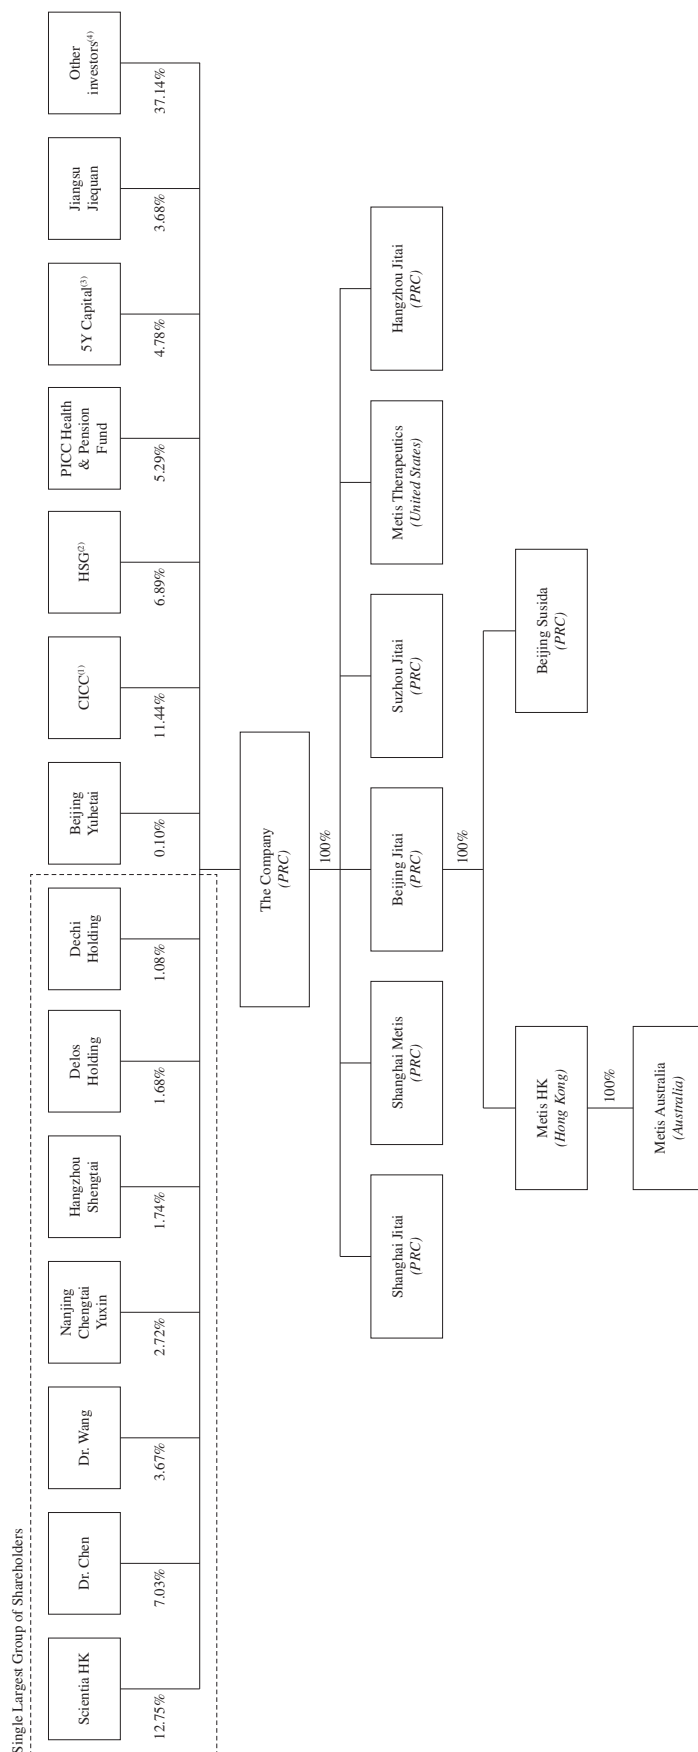 Single Largest Group of Shareholders
Scientia HK
Dr. Chen
Dr. Wang
Nanjing
Chengtai
Yuxin
Hangzhou
Shengtai
Delos
Holding
Dechi
Holding
Beijing
Yuhetai
CICC(1)
HSG(2)
PICC Health
& Pension
Fund
5Y Capital(3)
Jiangsu
Jiequan
Other
investors(4)
12.75%
7.03%
3.67%
2.72%
1.74%
1.68%
1.08%
0.10%
11.44%
6.89%
5.29%
4.78%
3.68%
37.14%
The Company
(PRC)
100%
Shanghai Jitai
(PRC)
Shanghai Metis
(PRC)
Beijing Jitai
(PRC)
Suzhou Jitai
(PRC)
Metis Therapeutics
(United States)
Hangzhou Jitai
(PRC)
100%
Metis HK
(Hong Kong)
Beijing Susida
(PRC)
100%
Metis Australia
(Australia)